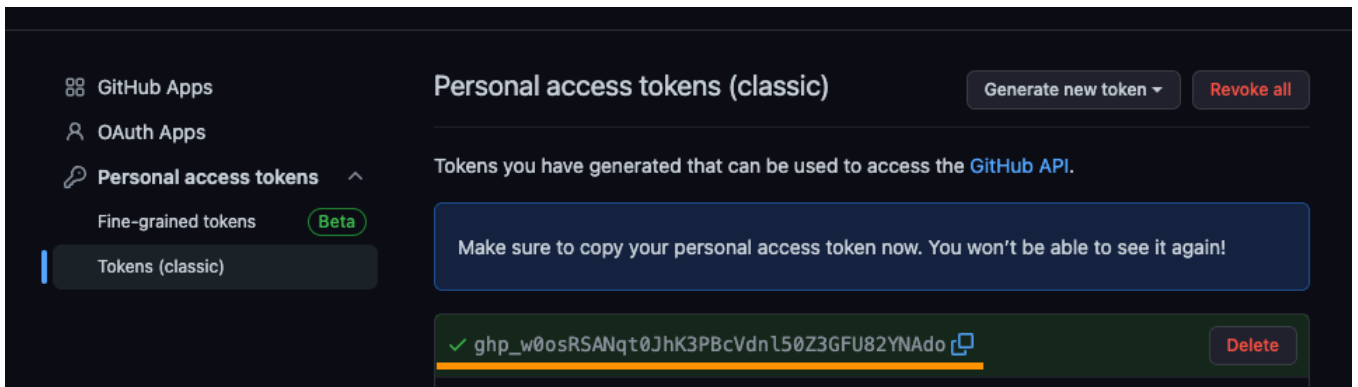 GitHub Apps
OAuth Apps
Personal access tokens
Fine-grained tokens Beta
Tokens (classic)
Personal access tokens (classic)
Generate new token
Revoke all
Tokens you have generated that can be used to access the GitHub API.
Make sure to copy your personal access token now. You won’t be able to see it again!
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
Delete